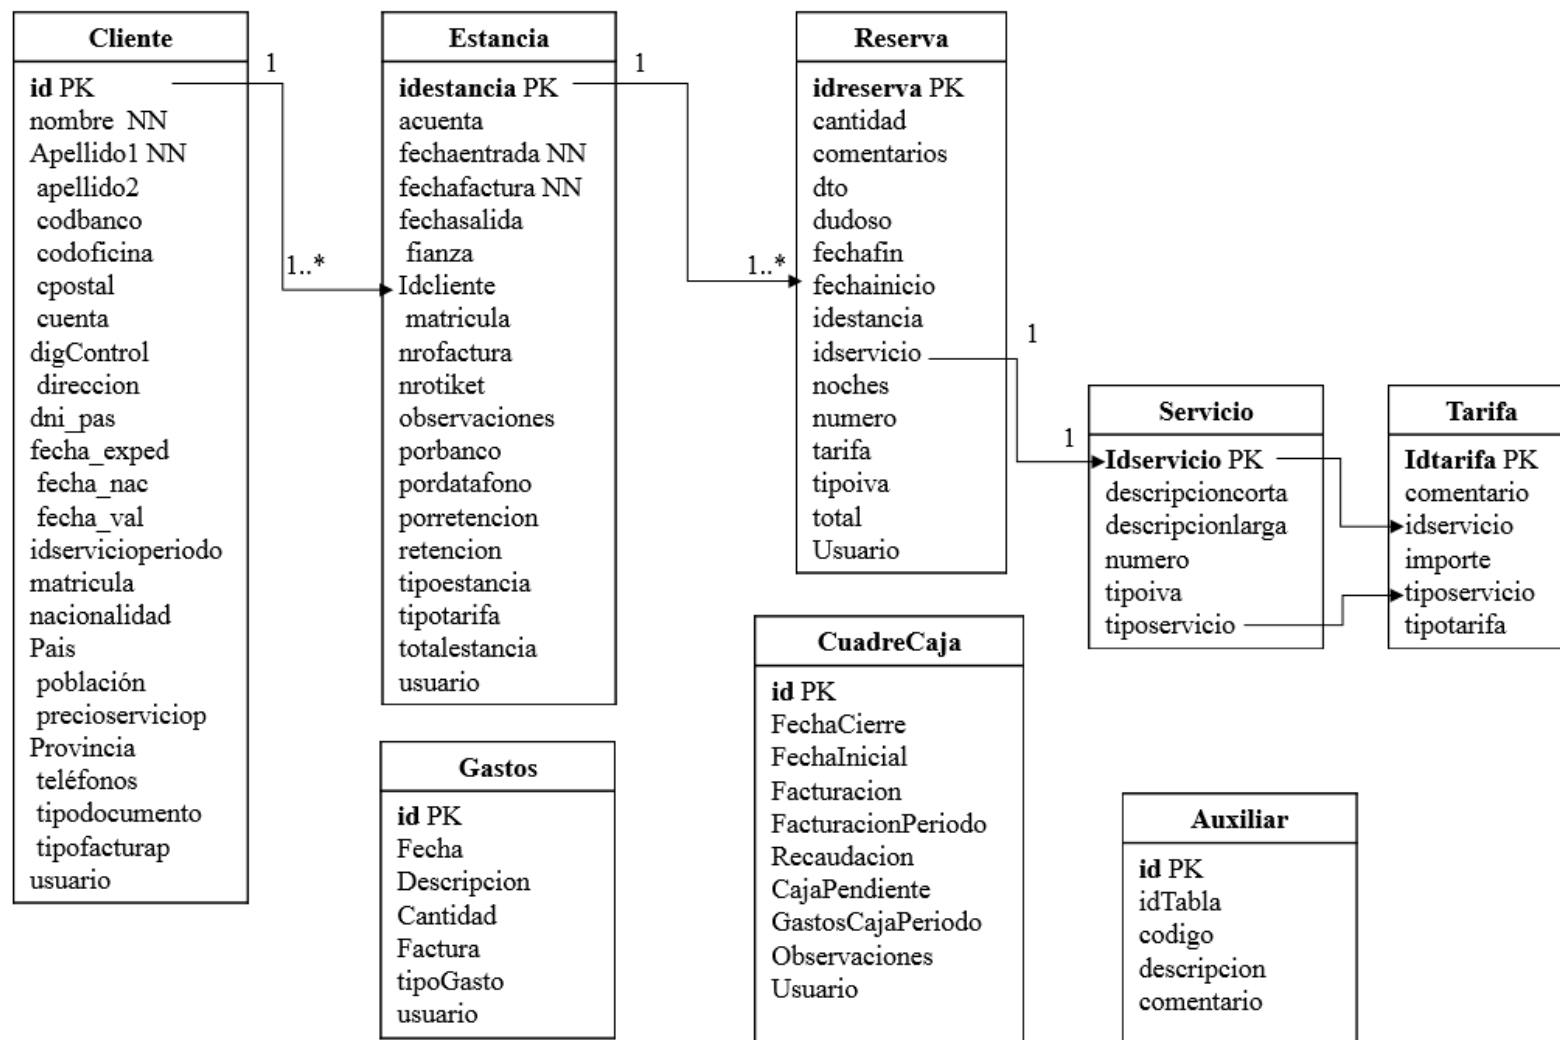 Cliente
id PK
nombre NN
Apellido1 NN
apellido2
codbanco
codoficina
cpostal
cuenta
digControl
direccion
dni_pas
fecha_exped
fecha_nac
fecha_val
idservicioperiodo
matricula
nacionalidad
Pais
población
precioserviciop
Provincia
teléfonos
tipodocumento
tipofacturap
usuario
1
1..*
Estancia
idestancia PK
acuenta
fechaentrada NN
fechafactura NN
fechasalida
fianza
Idcliente
matricula
nrofactura
nrotiket
observaciones
porbanco
pordatafono
porretencion
retencion
tipoestancia
tipotarifa
totalestancia
usuario
1
1..*
Reserva
idreserva PK
cantidad
comentarios
dto
dudoso
fechafin
fechainicio
idestancia
idservicio
noches
numero
tarifa
tipoiva
total
Usuario
1
1
Servicio
Idservicio PK
descripcioncorta
descripcionlarga
numero
tipoiva
tiposervicio
Tarifa
Idtarifa PK
comentario
idservicio
importe
tiposervicio
tipotarifa
Gastos
id PK
Fecha
Descripcion
Cantidad
Factura
tipoGasto
usuario
CuadreCaja
id PK
FechaCierre
FechaInicial
Facturacion
FacturacionPeriodo
Recaudacion
CajaPendiente
GastosCajaPeriodo
Observaciones
Usuario
Auxiliar
id PK
idTabla
codigo
descripcion
comentario